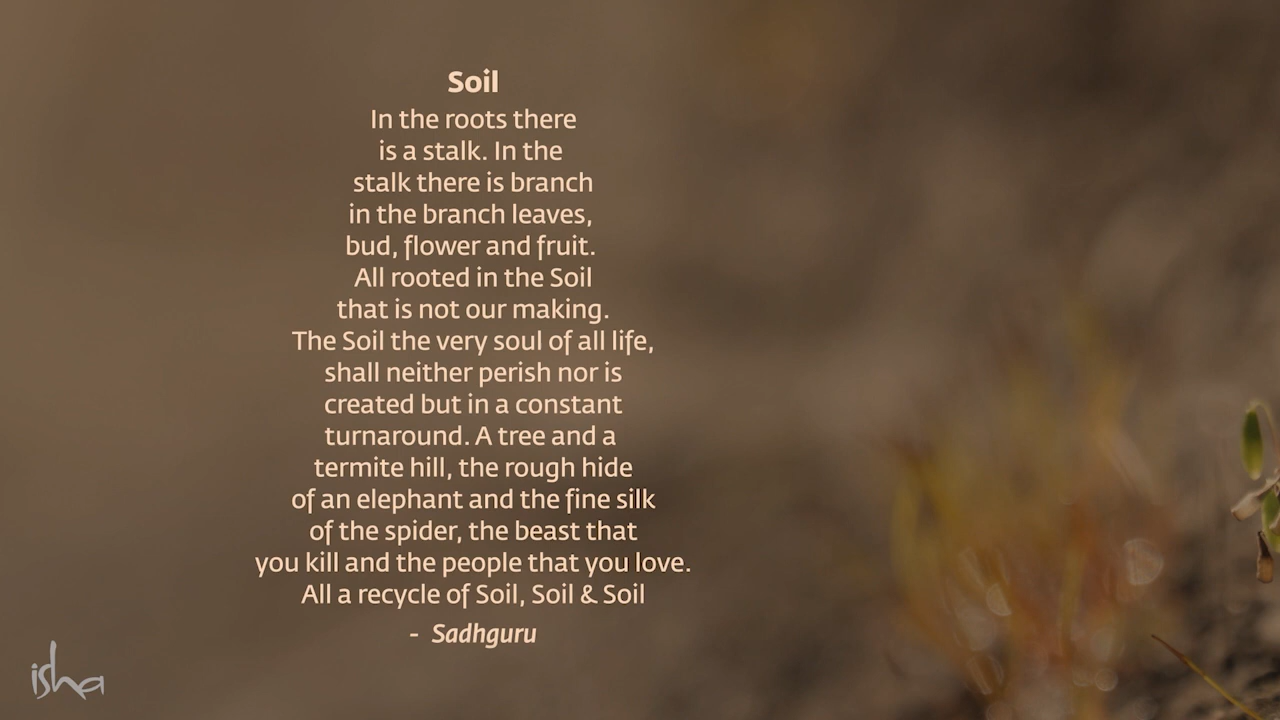 Soil
In the roots there
is a stalk. In the
stalk there is branch
in the branch leaves,
bud, flower and fruit.
All rooted in the Soil
that is not our making.
The Soil the very soul of all life,
shall neither perish nor is
created but in a constant
turnaround. A tree and a
termite hill, the rough hide
of an elephant and the fine silk
of the spider, the beast that
you kill and the people that you love.
All a recycle of Soil, Soil & Soil
- Sadhguru
isha